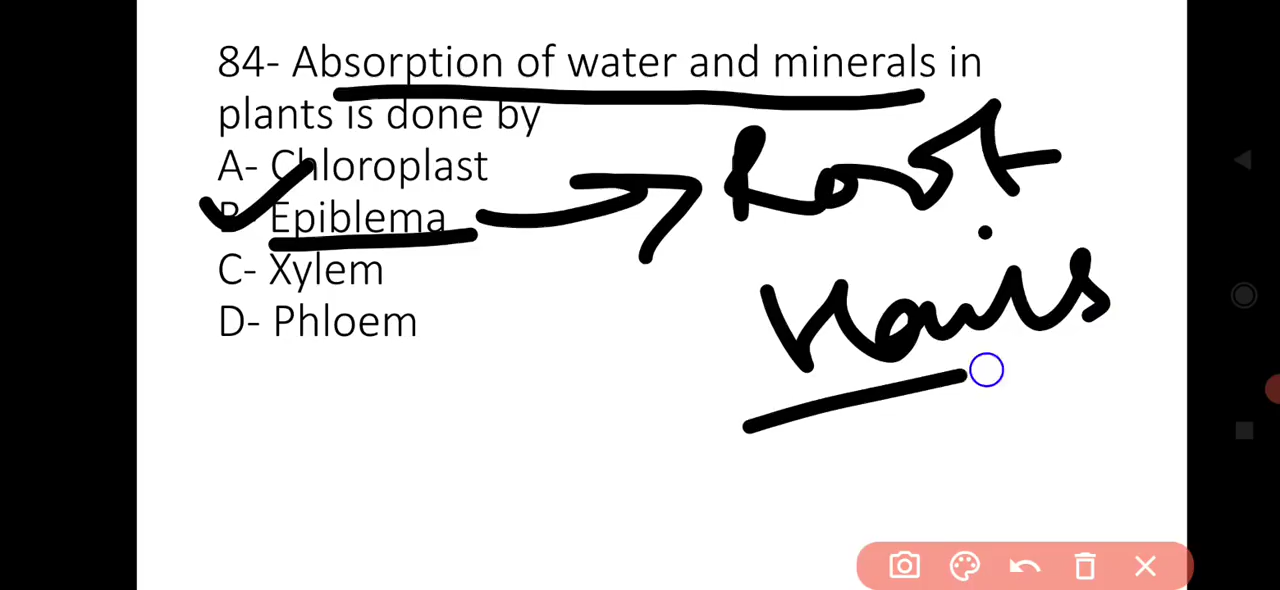 84- Absorption of water and minerals in
plants is done by
A- Chloroplast
B- Epiblema
C- Xylem
D- Phloem
Root
Hairs